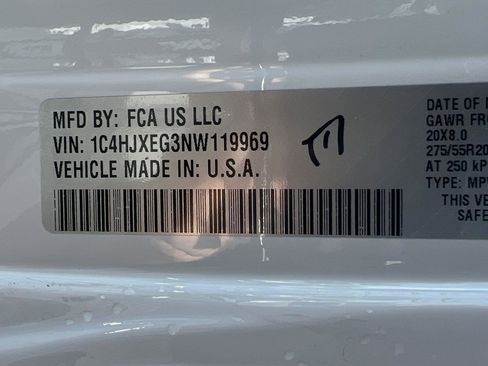 MFD BY: FCA US LLC
VIN: 1C4HJXEG3NW119969
VEHICLE MADE IN: U.S.A.
DATE OF
GAWR FR
20X8.0
275/55R20
AT 250 kP
TYPE: MP
THIS VE
SAFE